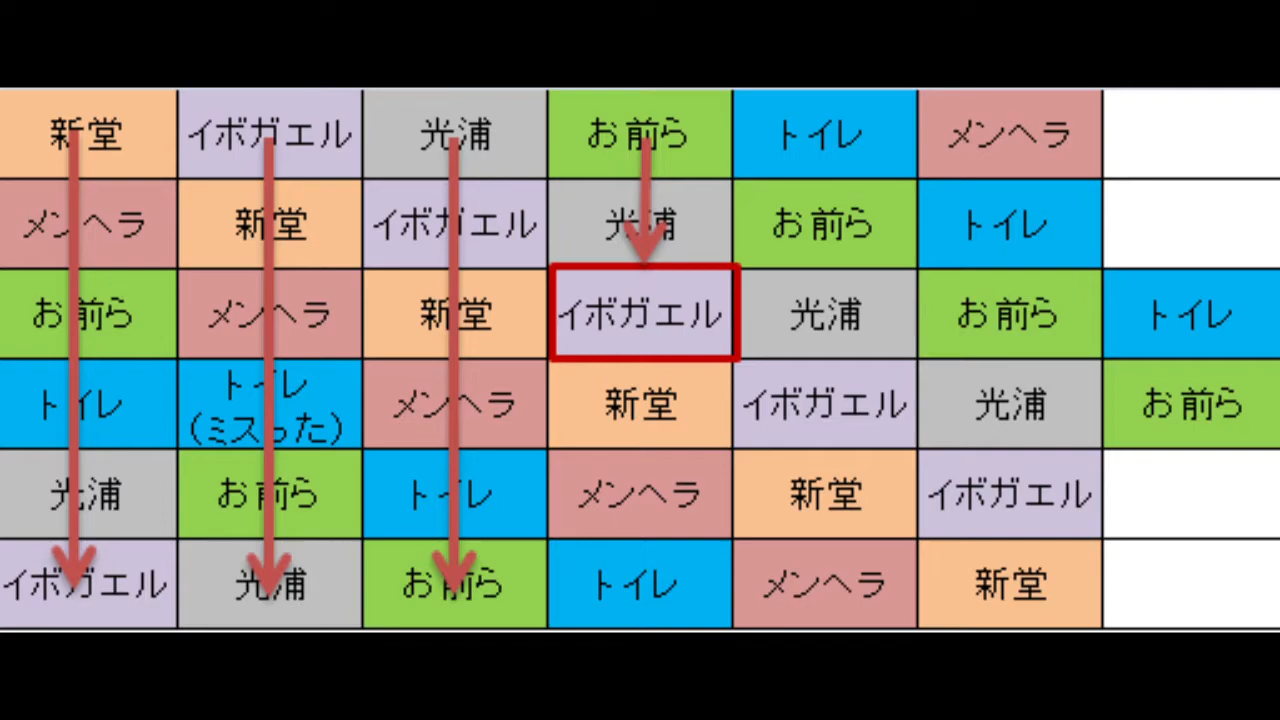 新堂 イボガエル 光浦 お前ら トイレ メンヘラ
メンヘラ 新堂 イボガエル 光浦 お前ら トイレ
お前ら メンヘラ 新堂 イボガエル 光浦 お前ら トイレ
トイレ トイレ（ミスった） メンヘラ 新堂 イボガエル 光浦 お前ら
光浦 お前ら トイレ メンヘラ 新堂 イボガエル
イボガエル 光浦 お前ら トイレ メンヘラ 新堂